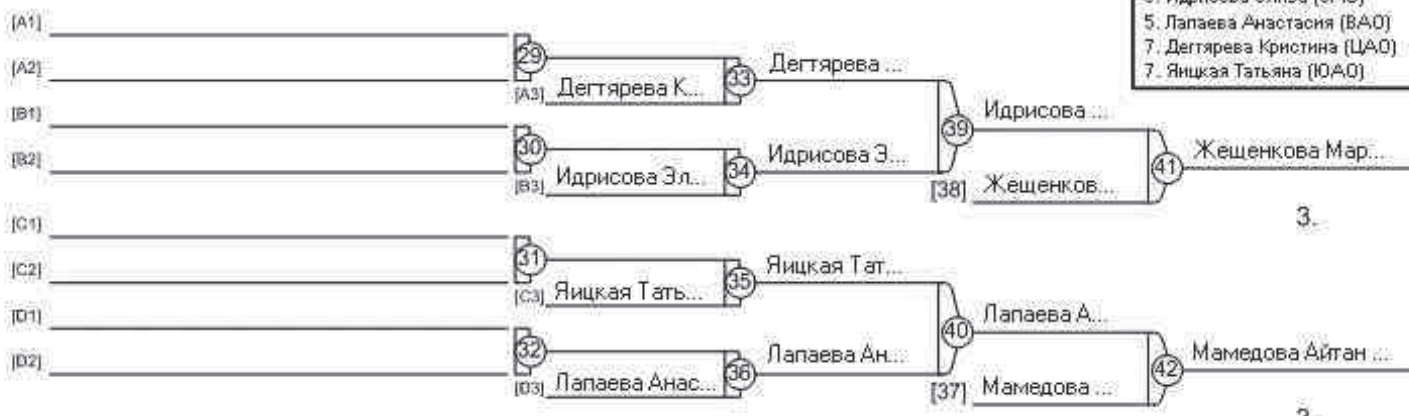 5. Лапаева Анастасия (ВАО)
7. Дегтярева Кристина (ЦАО)
7. Яицкая Татьяна (ЮАО)
[A1]
[A2]
29
[A3] Дегтярева К...
33
Дегтярева ...
[B1]
[B2]
30
[B3] Идрисова Эл...
34
Идрисова Э...
39
Идрисова ...
[38] Жещенков...
41
Жещенкова Мар...
3.
[C1]
[C2]
31
[C3] Яицкая Тать...
35
Яицкая Тат...
[D1]
[D2]
32
[D3] Лапаева Анас...
36
Лапаева Ан...
40
Лапаева А...
[37] Мамедова ...
42
Мамедова Айтан ...